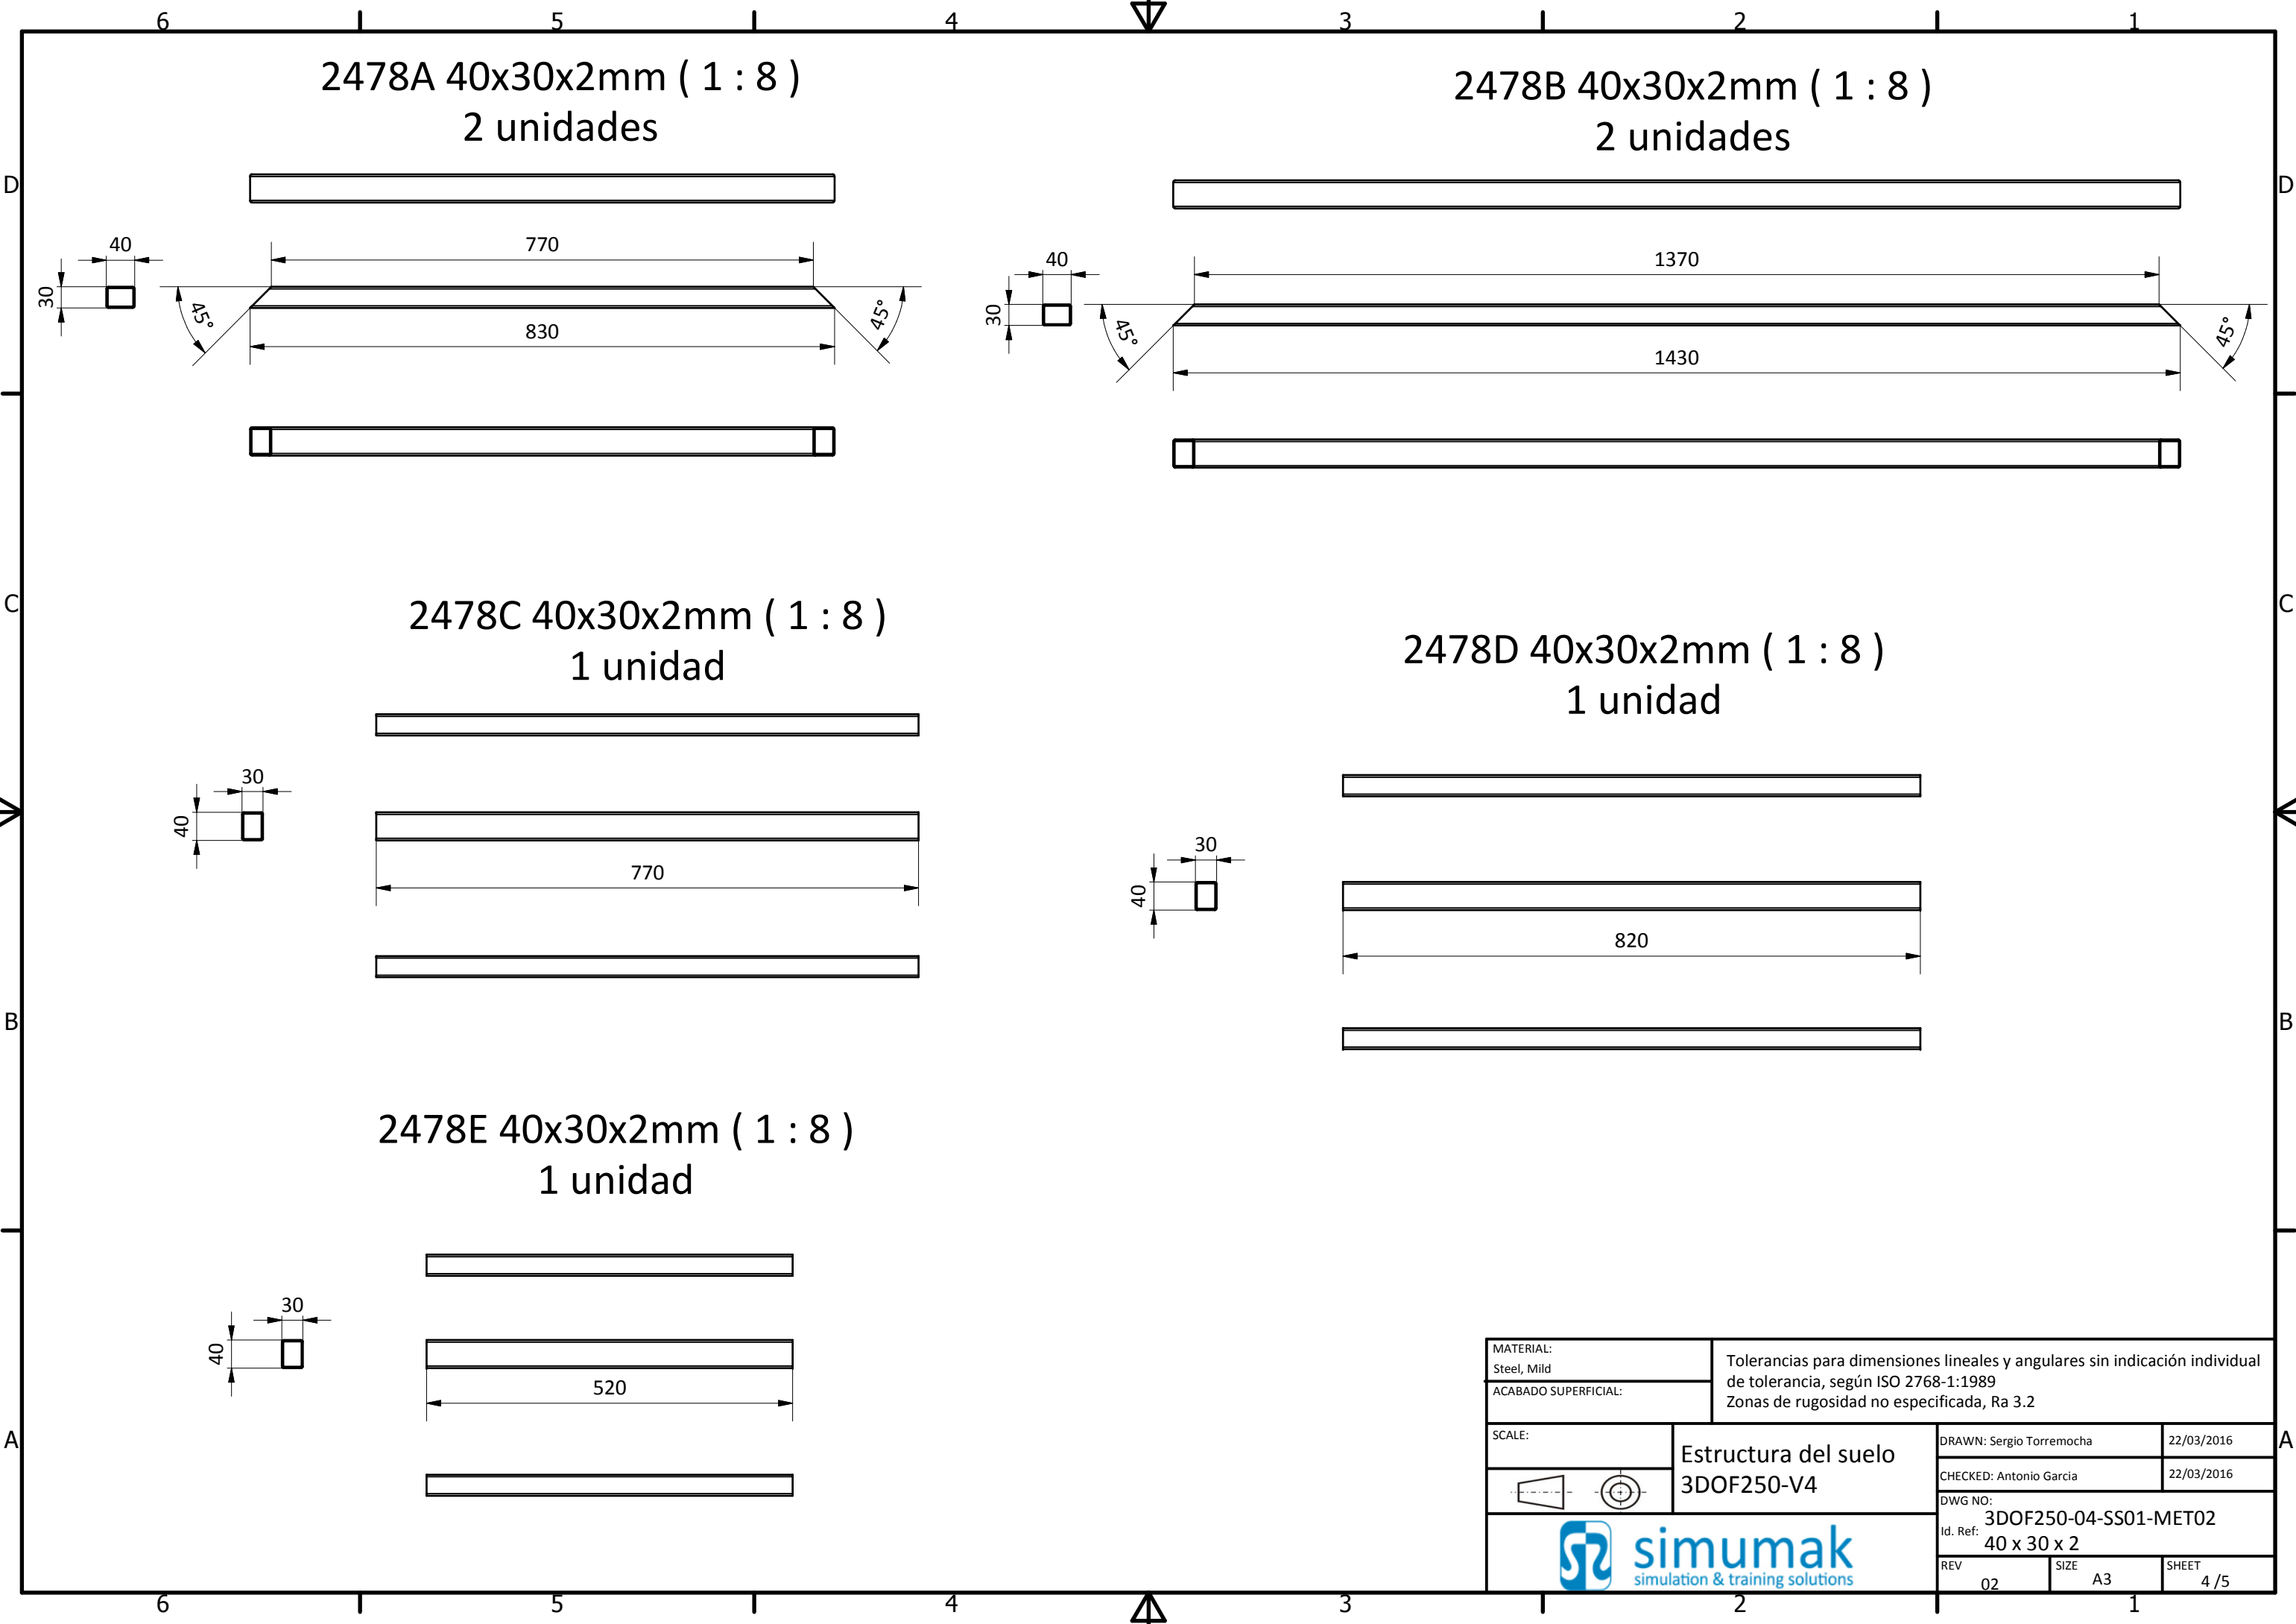 6 5 4 3 2 1
2478A 40x30x2mm ( 1 : 8 )
2 unidades
2478B 40x30x2mm ( 1 : 8 )
2 unidades
D D
40
30
770
45°
45°
830
40
30
1370
45°
45°
1430
C C
2478C 40x30x2mm ( 1 : 8 )
1 unidad
30
40
770
2478D 40x30x2mm ( 1 : 8 )
1 unidad
30
40
820
B B
2478E 40x30x2mm ( 1 : 8 )
1 unidad
30
40
520
A A
MATERIAL:
Steel, Mild
ACABADO SUPERFICIAL:
Tolerancias para dimensiones lineales y angulares sin indicación individual
de tolerancia, según ISO 2768-1:1989
Zonas de rugosidad no especificada, Ra 3.2
SCALE:
Estructura del suelo
3DOF250-V4
DRAWN: Sergio Torremocha 22/03/2016
CHECKED: Antonio Garcia 22/03/2016
DWG NO:
3DOF250-04-SS01-MET02
Id. Ref: 40 x 30 x 2
simumak
simulation & training solutions
REV 02
SIZE A3
SHEET 4 /5
6 5 4 3 2 1